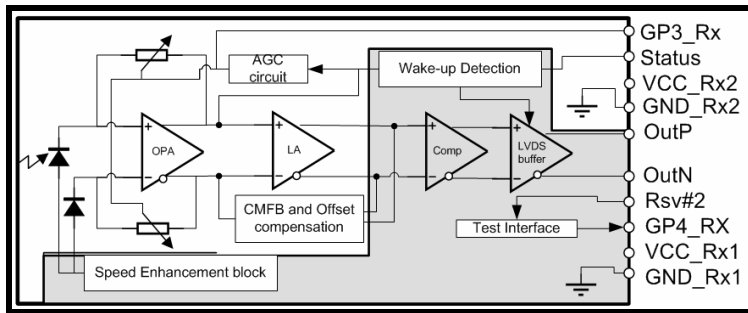 GP3_Rx
Status
VCC_Rx2
GND_Rx2
OutP
OutN
Rsv#2
GP4_RX
VCC_Rx1
GND_Rx1
AGC
circuit
Wake-up Detection
+
OPA
-
+
LA
-
+
Comp
-
+
LVDS
buffer
-
CMFB and Offset
compensation
Test Interface
Speed Enhancement block